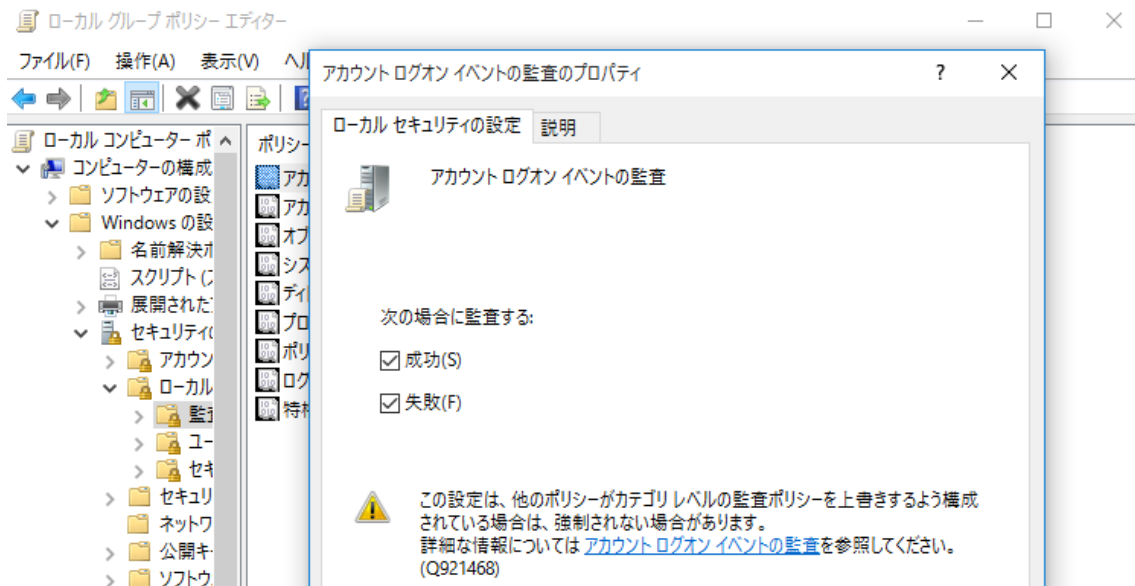 ローカル グループ ポリシー エディター
ファイル(F) 操作(A) 表示(V)
アカウント ログオン イベントの監査のプロパティ
ローカル セキュリティの設定 説明
アカウント ログオン イベントの監査
次の場合に監査する:
成功(S)
失敗(F)
この設定は、他のポリシーがカテゴリ レベルの監査ポリシーを上書きするよう構成
されている場合は、強制されない場合があります。
詳細な情報については アカウント ログオン イベントの監査を参照してください。
(Q921468)
ローカル コンピューター ポ
コンピューターの構成
ソフトウェアの設
Windows の設
名前解決ポ
スクリプト (ス
展開された
セキュリティの
アカウン
ローカル
監査
ユー
セキ
セキュリ
ネットワ
公開キー
ソフトウ
ポリシー
アカ
アカ
オブ
シス
ディ
プロ
ポリ
ログ
特権